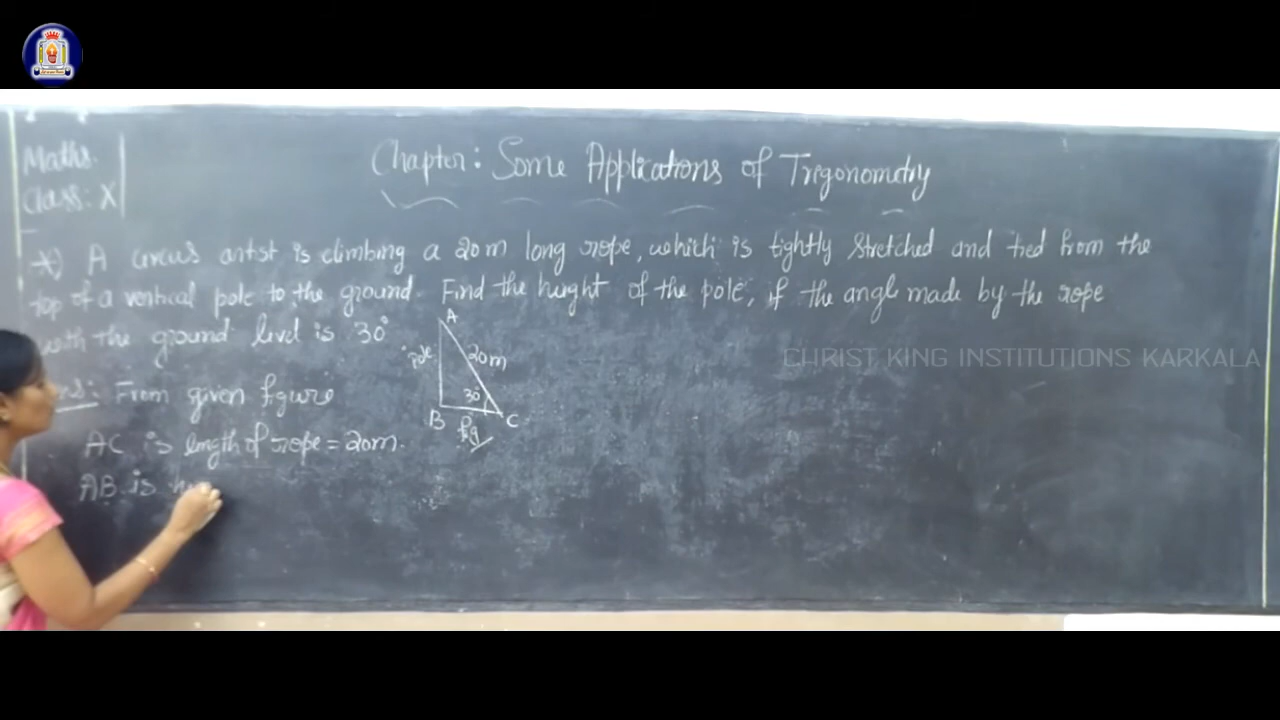 Maths.
Class: X
Chapter: Some Applications of Trigonometry
*) A circus artist is climbing a 20m long rope, which is tightly stretched and tied from the
top of a vertical pole to the ground. Find the height of the pole, if the angle made by the rope
with the ground level is 30°
A
pole
20m
30°
B
C
fig
CHRIST KING INSTITUTIONS KARKALA
Ans: From given figure
AC is length of rope = 20m.
AB is